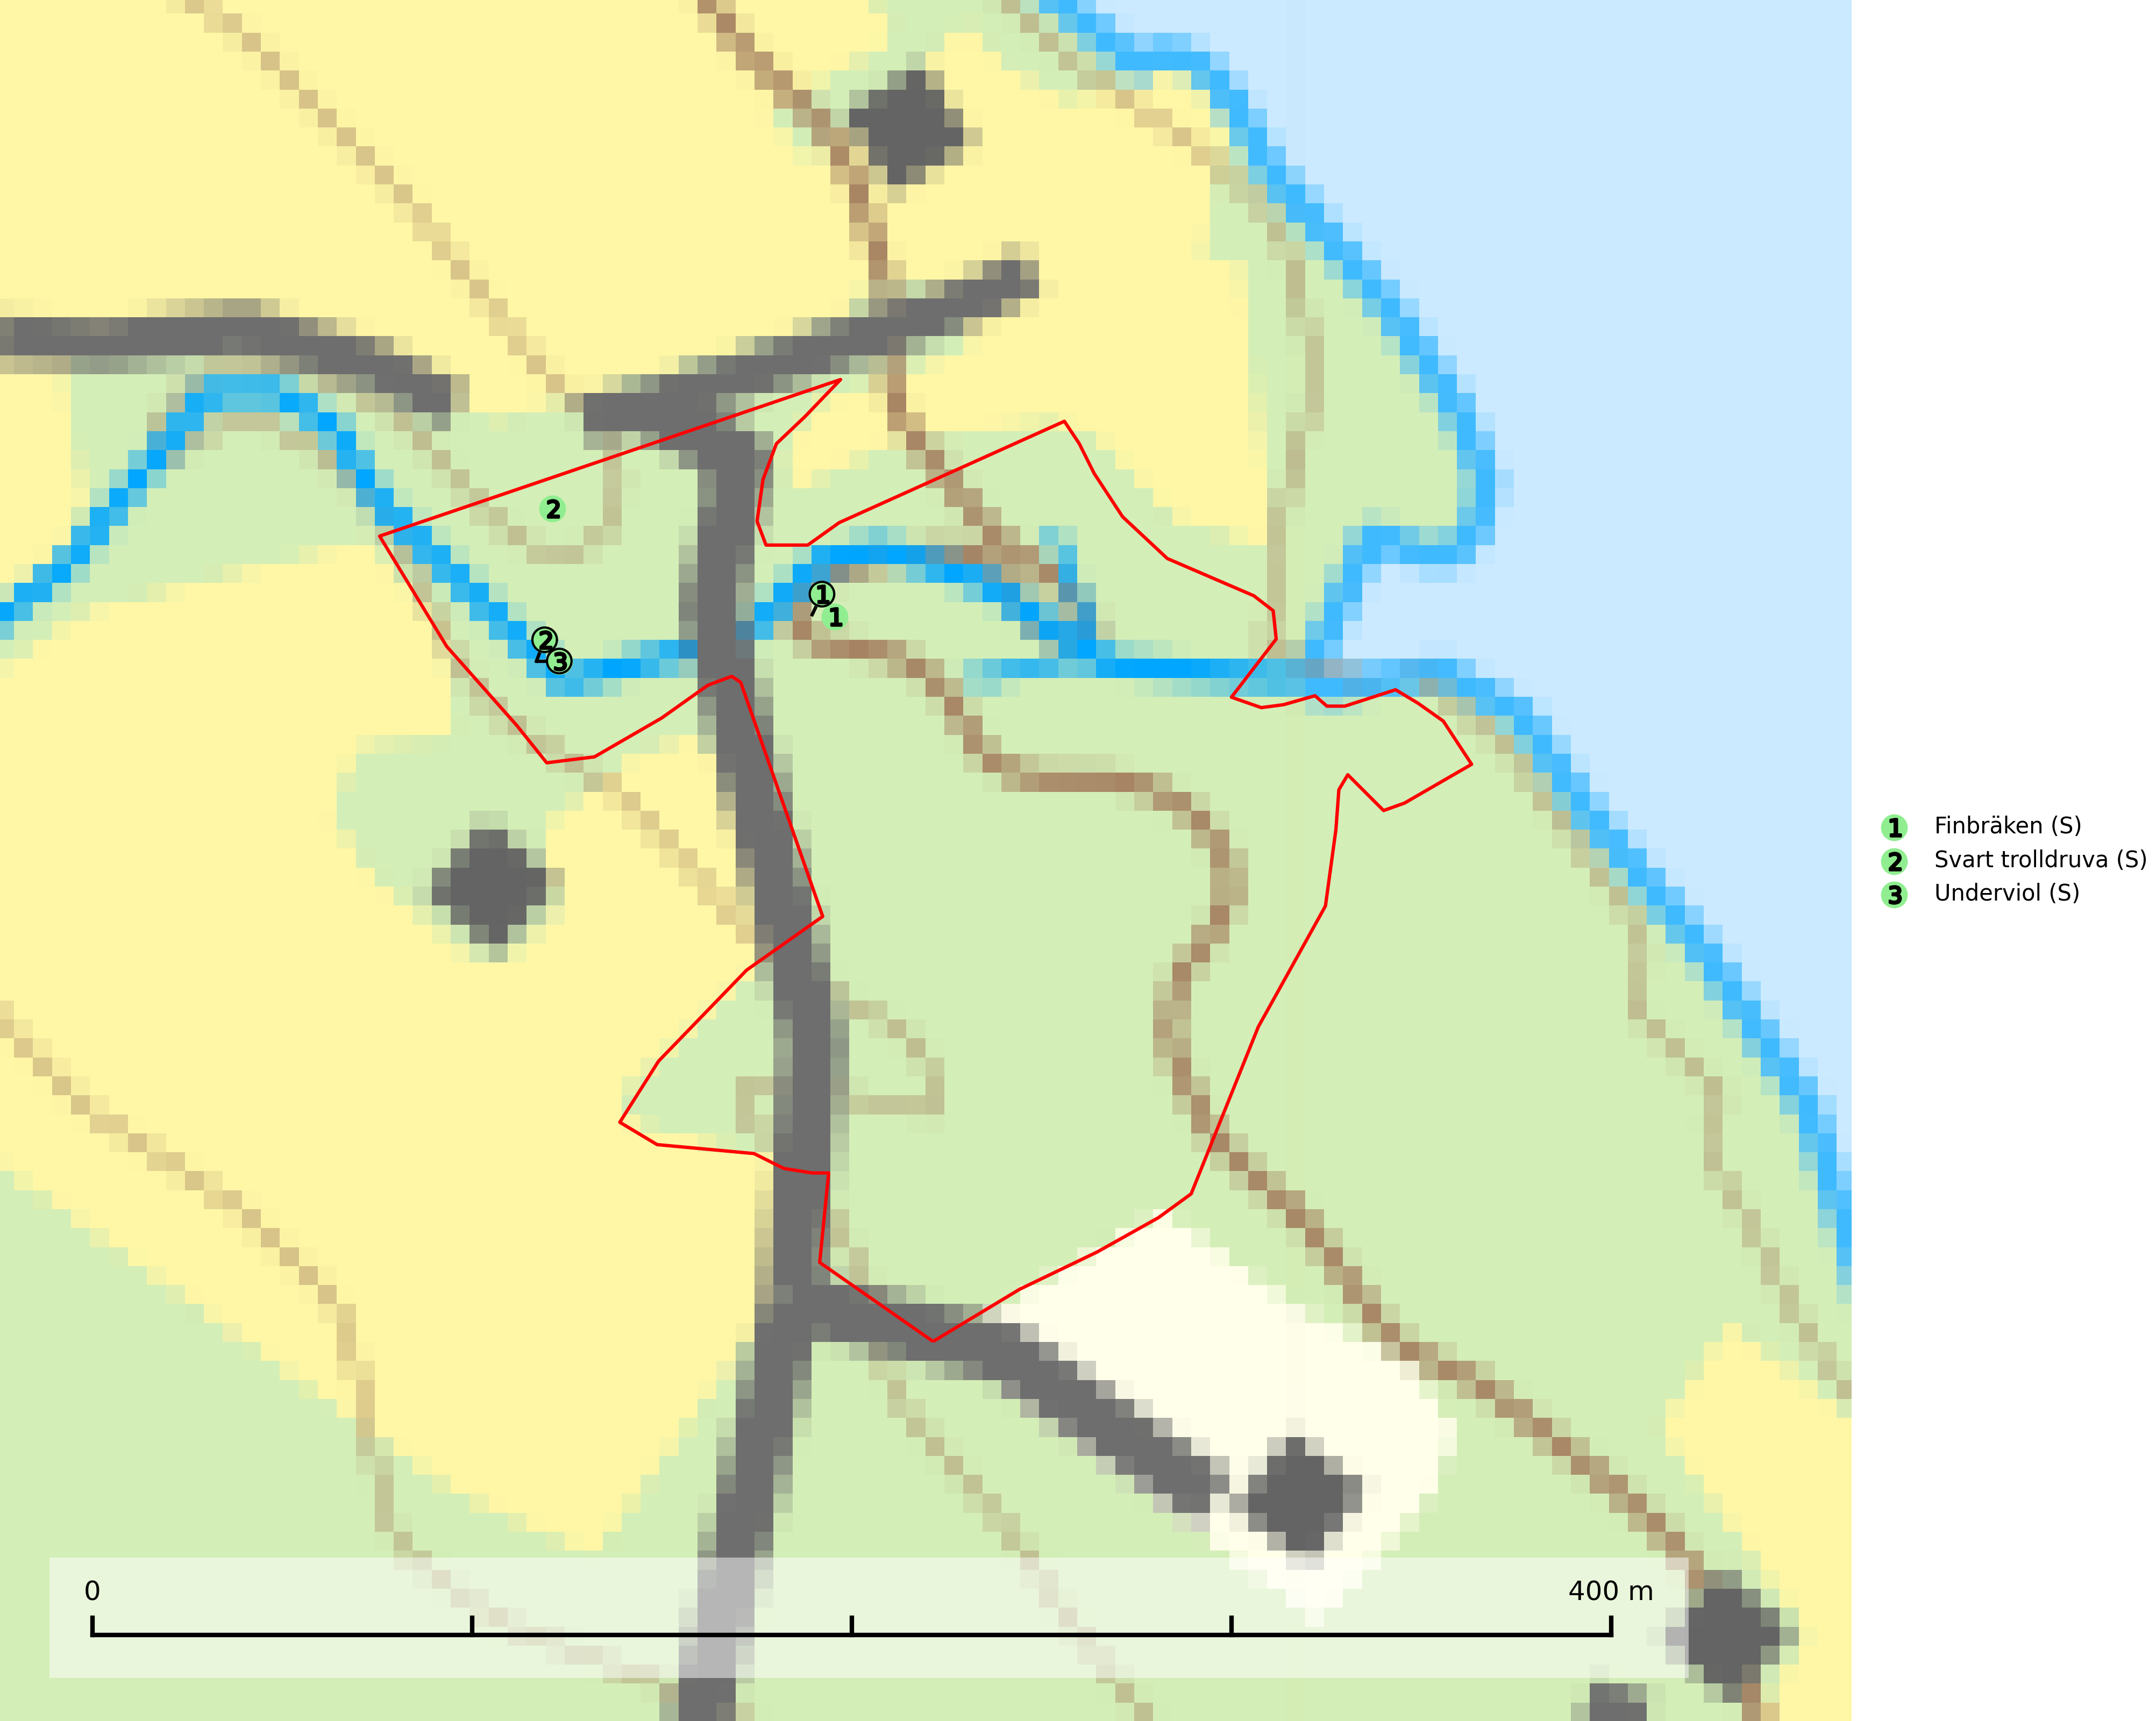 2
1
1
2
3
1 Finbräken (S)
2 Svart trolldruva (S)
3 Underviol (S)
0 400 m